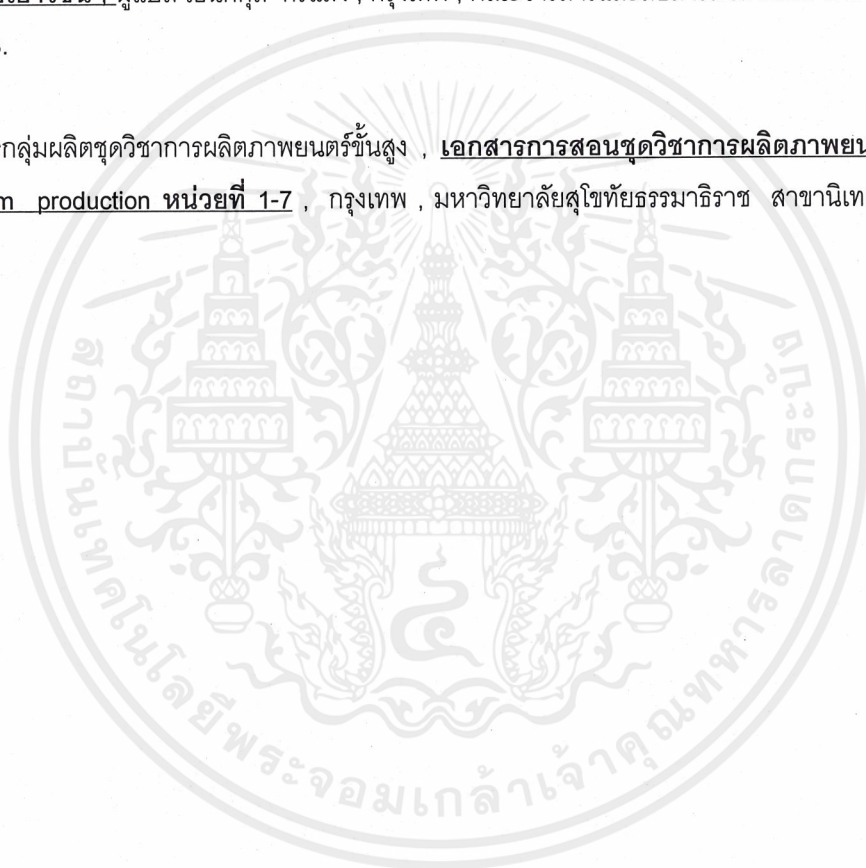 กลุ่มผลิตชุดวิชาการผลิตภาพยนตร์ขั้นสูง , เอกสารการสอนชุดวิชาการผลิตภาพยน
production หน่วยที่ 1-7 , กรุงเทพ , มหาวิทยาลัยสุโขทัยธรรมาธิราช สาขานิเท
สถาบันเทคโนโลยีพระจอมเกล้าเจ้าคุณทหารลาดกระบัง